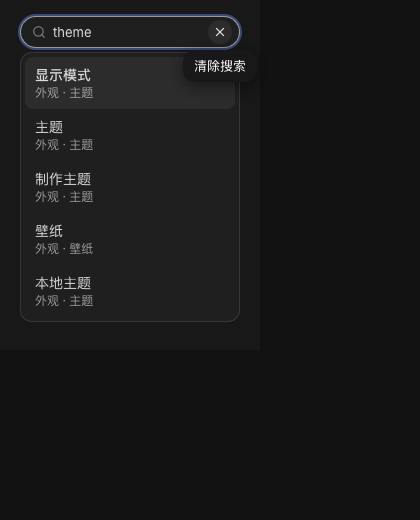 theme
清除搜索
显示模式
外观 · 主题
主题
外观 · 主题
制作主题
外观 · 主题
壁纸
外观 · 壁纸
本地主题
外观 · 主题